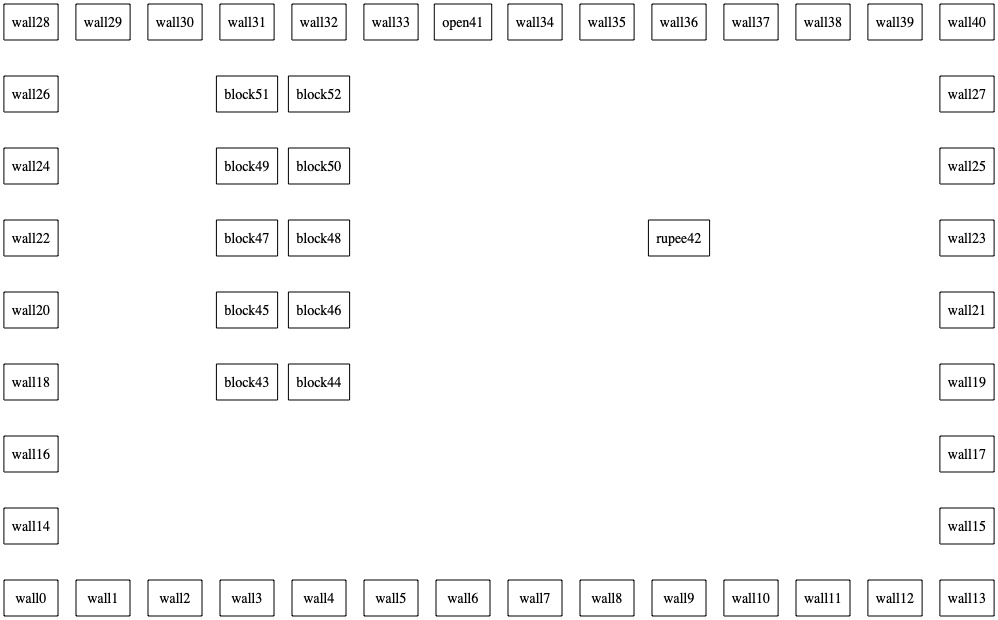 wall28 wall29 wall30 wall31 wall32 wall33 open41 wall34 wall35 wall36 wall37 wall38 wall39 wall40
wall26 block51 block52 wall27
wall24 block49 block50 wall25
wall22 block47 block48 rupee42 wall23
wall20 block45 block46 wall21
wall18 block43 block44 wall19
wall16 wall17
wall14 wall15
wall0 wall1 wall2 wall3 wall4 wall5 wall6 wall7 wall8 wall9 wall10 wall11 wall12 wall13